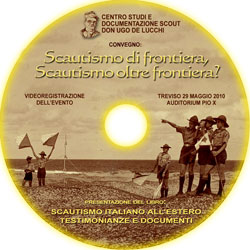 CENTRO STUDI E
DOCUMENTAZIONE SCOUT
DON UGO DE LUCCHI
CONVEGNO:
Scautismo di frontiera,
Scautismo oltre frontiera?
VIDEOREGISTRAZIONE
DELL'EVENTO
TREVISO 29 MAGGIO 2010
AUDITORIUM PIO X
PRESENTAZIONE DEL LIBRO:
SCAUTISMO ITALIANO ALL'ESTERO
TESTIMONIANZE E DOCUMENTI